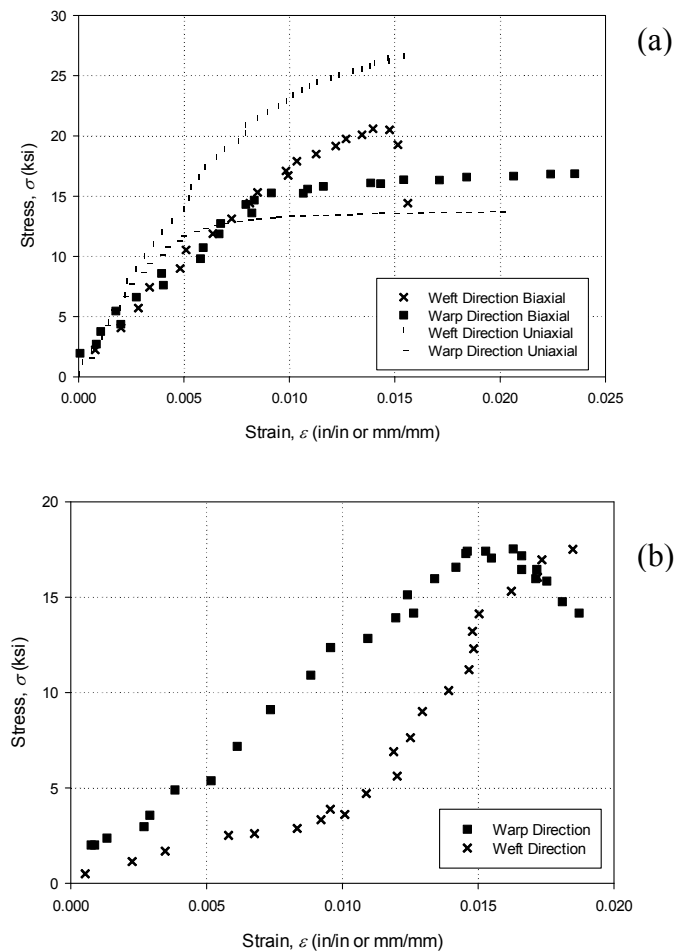 (a)
30
25
20
15
10
5
0
Stress, σ (ksi)
0.000 0.005 0.010 0.015 0.020 0.025
Strain, ε (in/in or mm/mm)
Weft Direction Biaxial
Warp Direction Biaxial
Weft Direction Uniaxial
Warp Direction Uniaxial
(b)
20
15
10
5
0
Stress, σ (ksi)
0.000 0.005 0.010 0.015 0.020
Strain, ε (in/in or mm/mm)
Warp Direction
Weft Direction